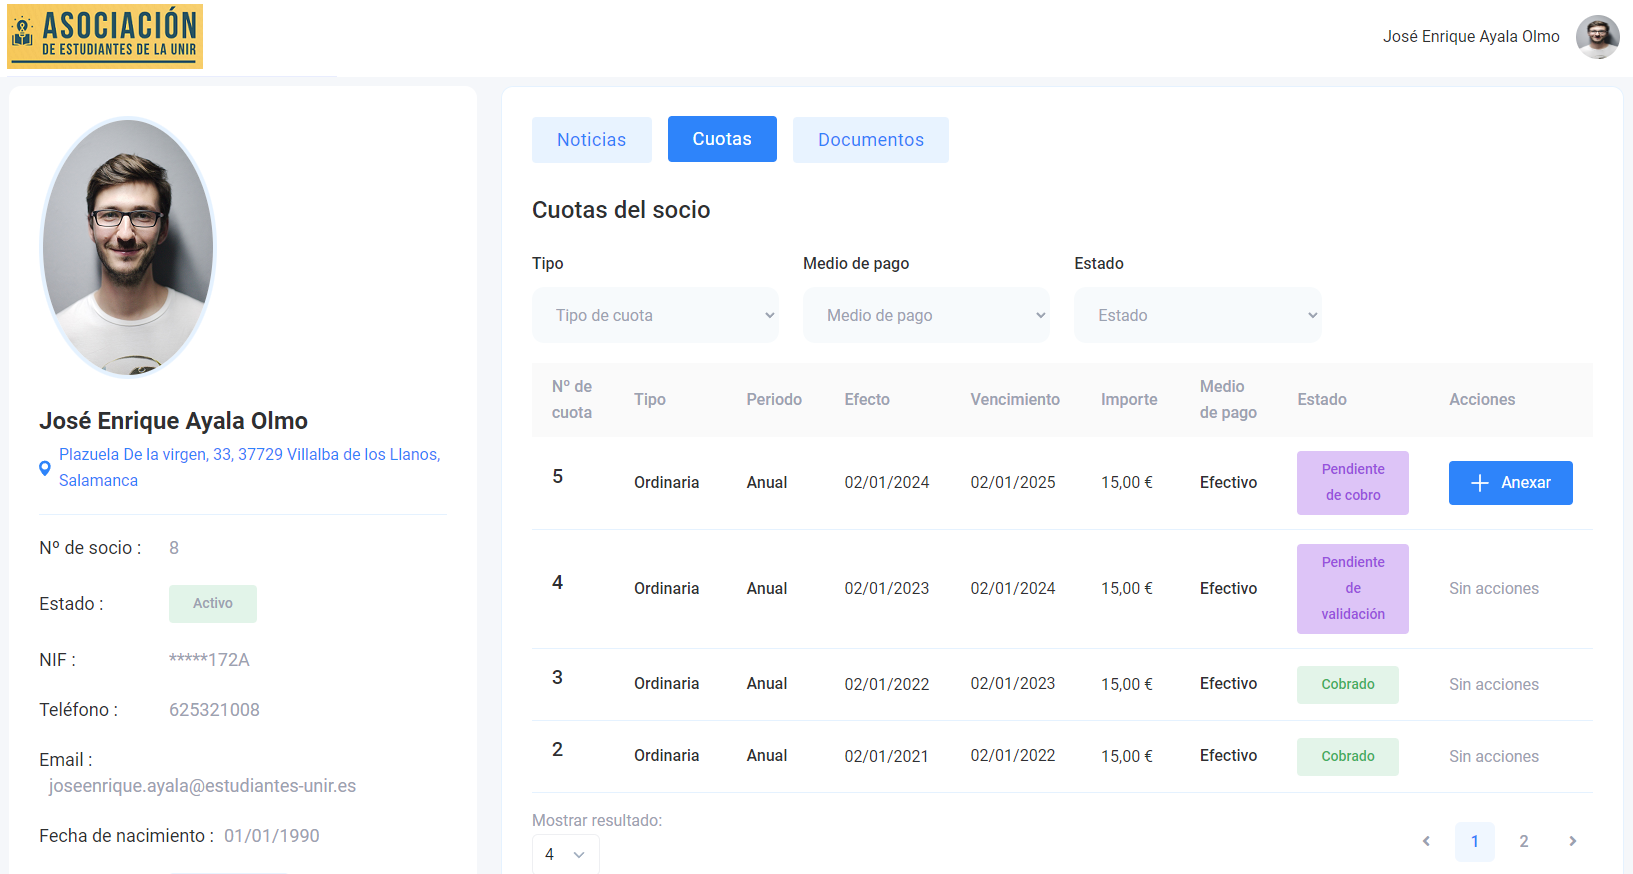 ASOCIACIÓN
DE ESTUDIANTES DE LA UNIR
José Enrique Ayala Olmo
José Enrique Ayala Olmo
Plazuela De la virgen, 33, 37729 Villalba de los Llanos,
Salamanca
Nº de socio : 8
Estado : Activo
NIF : *****172A
Teléfono : 625321008
Email :
joseenrique.ayala@estudiantes-unir.es
Fecha de nacimiento : 01/01/1990
Noticias Cuotas Documentos
Cuotas del socio
Tipo Medio de pago Estado
Tipo de cuota Medio de pago Estado
Nº de cuota Tipo Periodo Efecto Vencimiento Importe Medio de pago Estado Acciones
5 Ordinaria Anual 02/01/2024 02/01/2025 15,00 € Efectivo Pendiente de cobro Anexar
4 Ordinaria Anual 02/01/2023 02/01/2024 15,00 € Efectivo Pendiente de validación Sin acciones
3 Ordinaria Anual 02/01/2022 02/01/2023 15,00 € Efectivo Cobrado Sin acciones
2 Ordinaria Anual 02/01/2021 02/01/2022 15,00 € Efectivo Cobrado Sin acciones
Mostrar resultado:
4
1 2